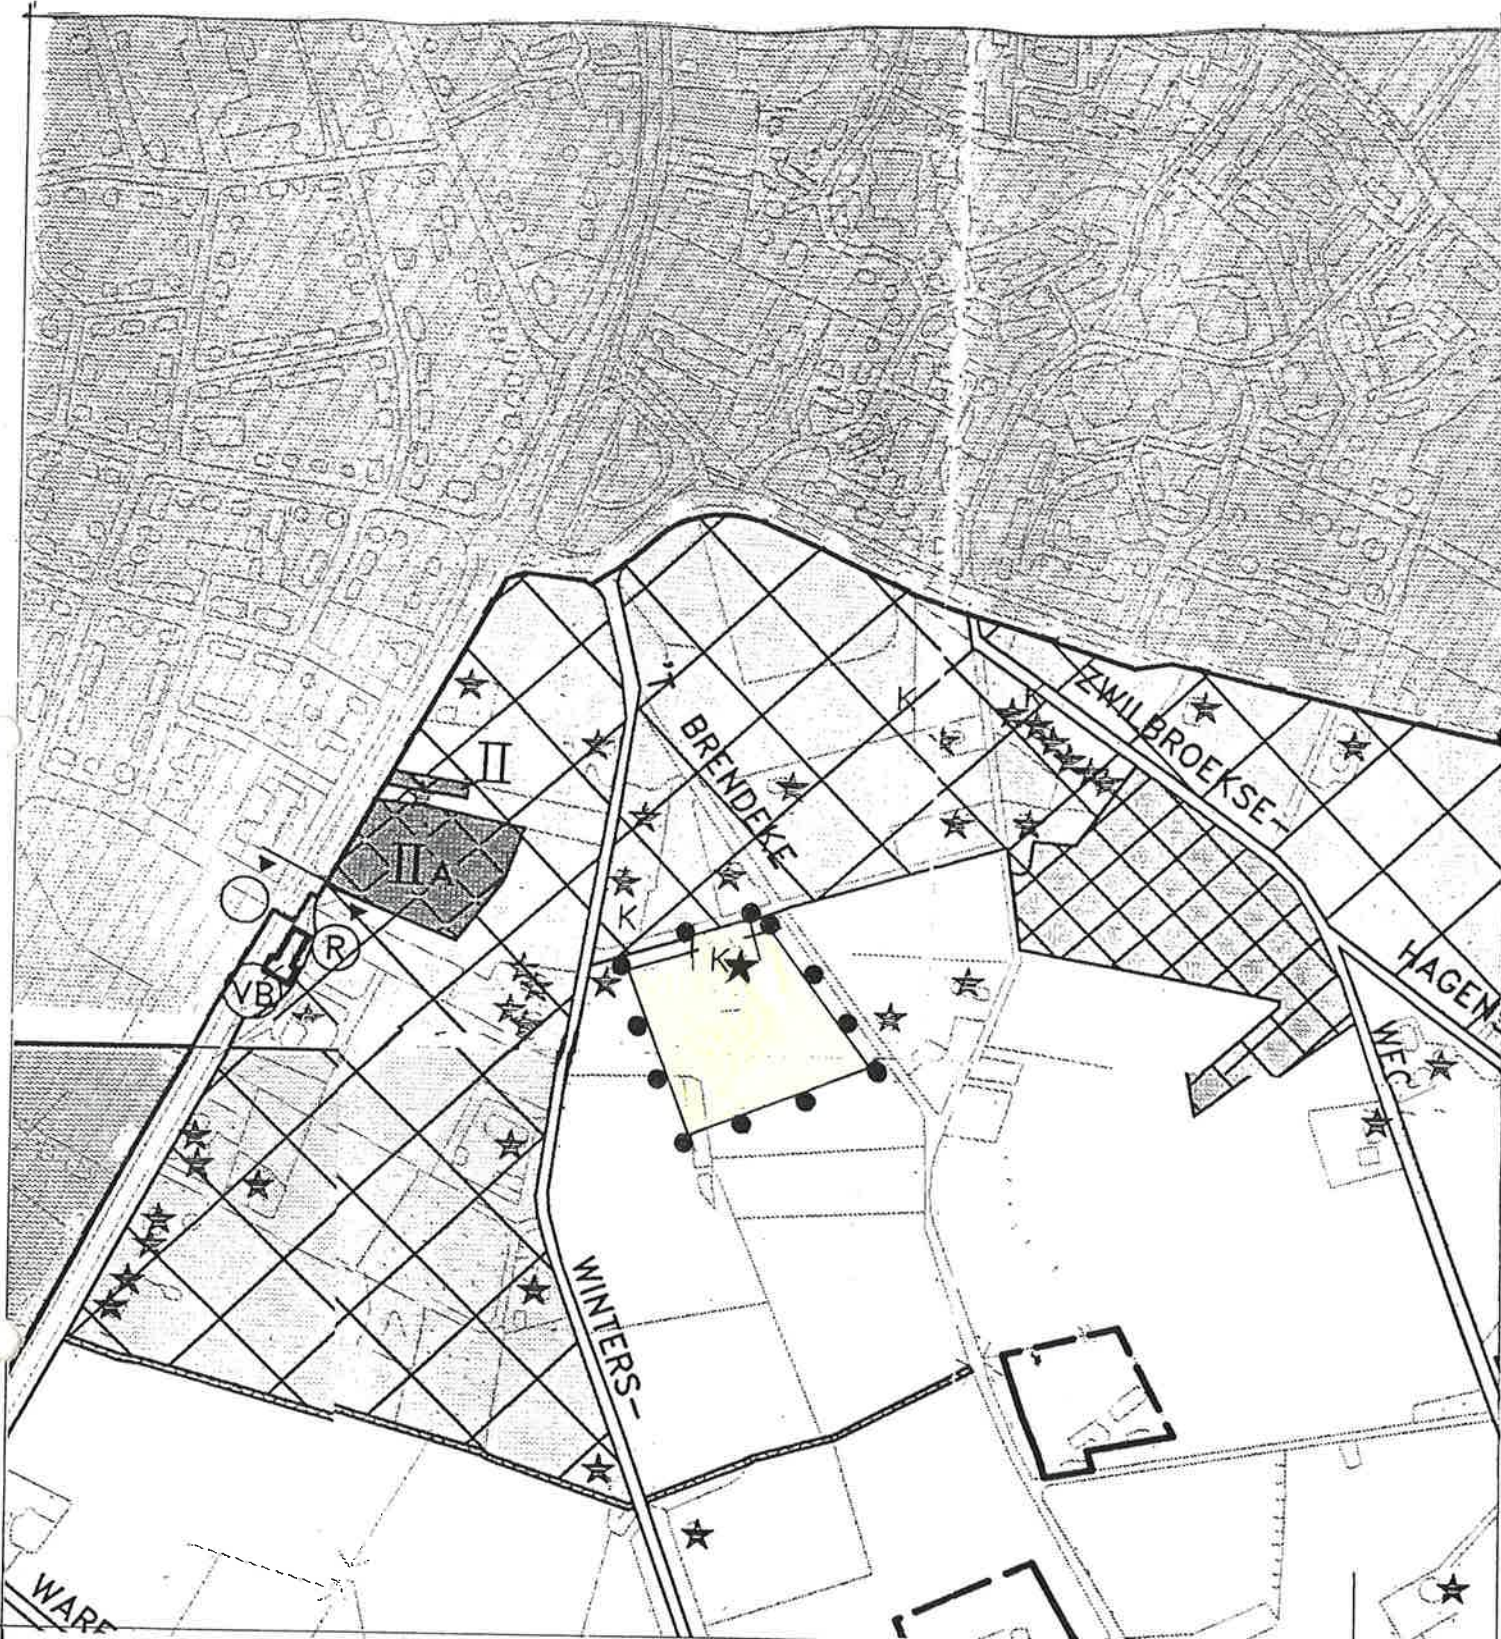 'T
BRENDEKE
K
K
ZWILBROEKSE-
II
IIA
K
R
VB
K
HAGEN-
WEG
WINTERS-
WARE